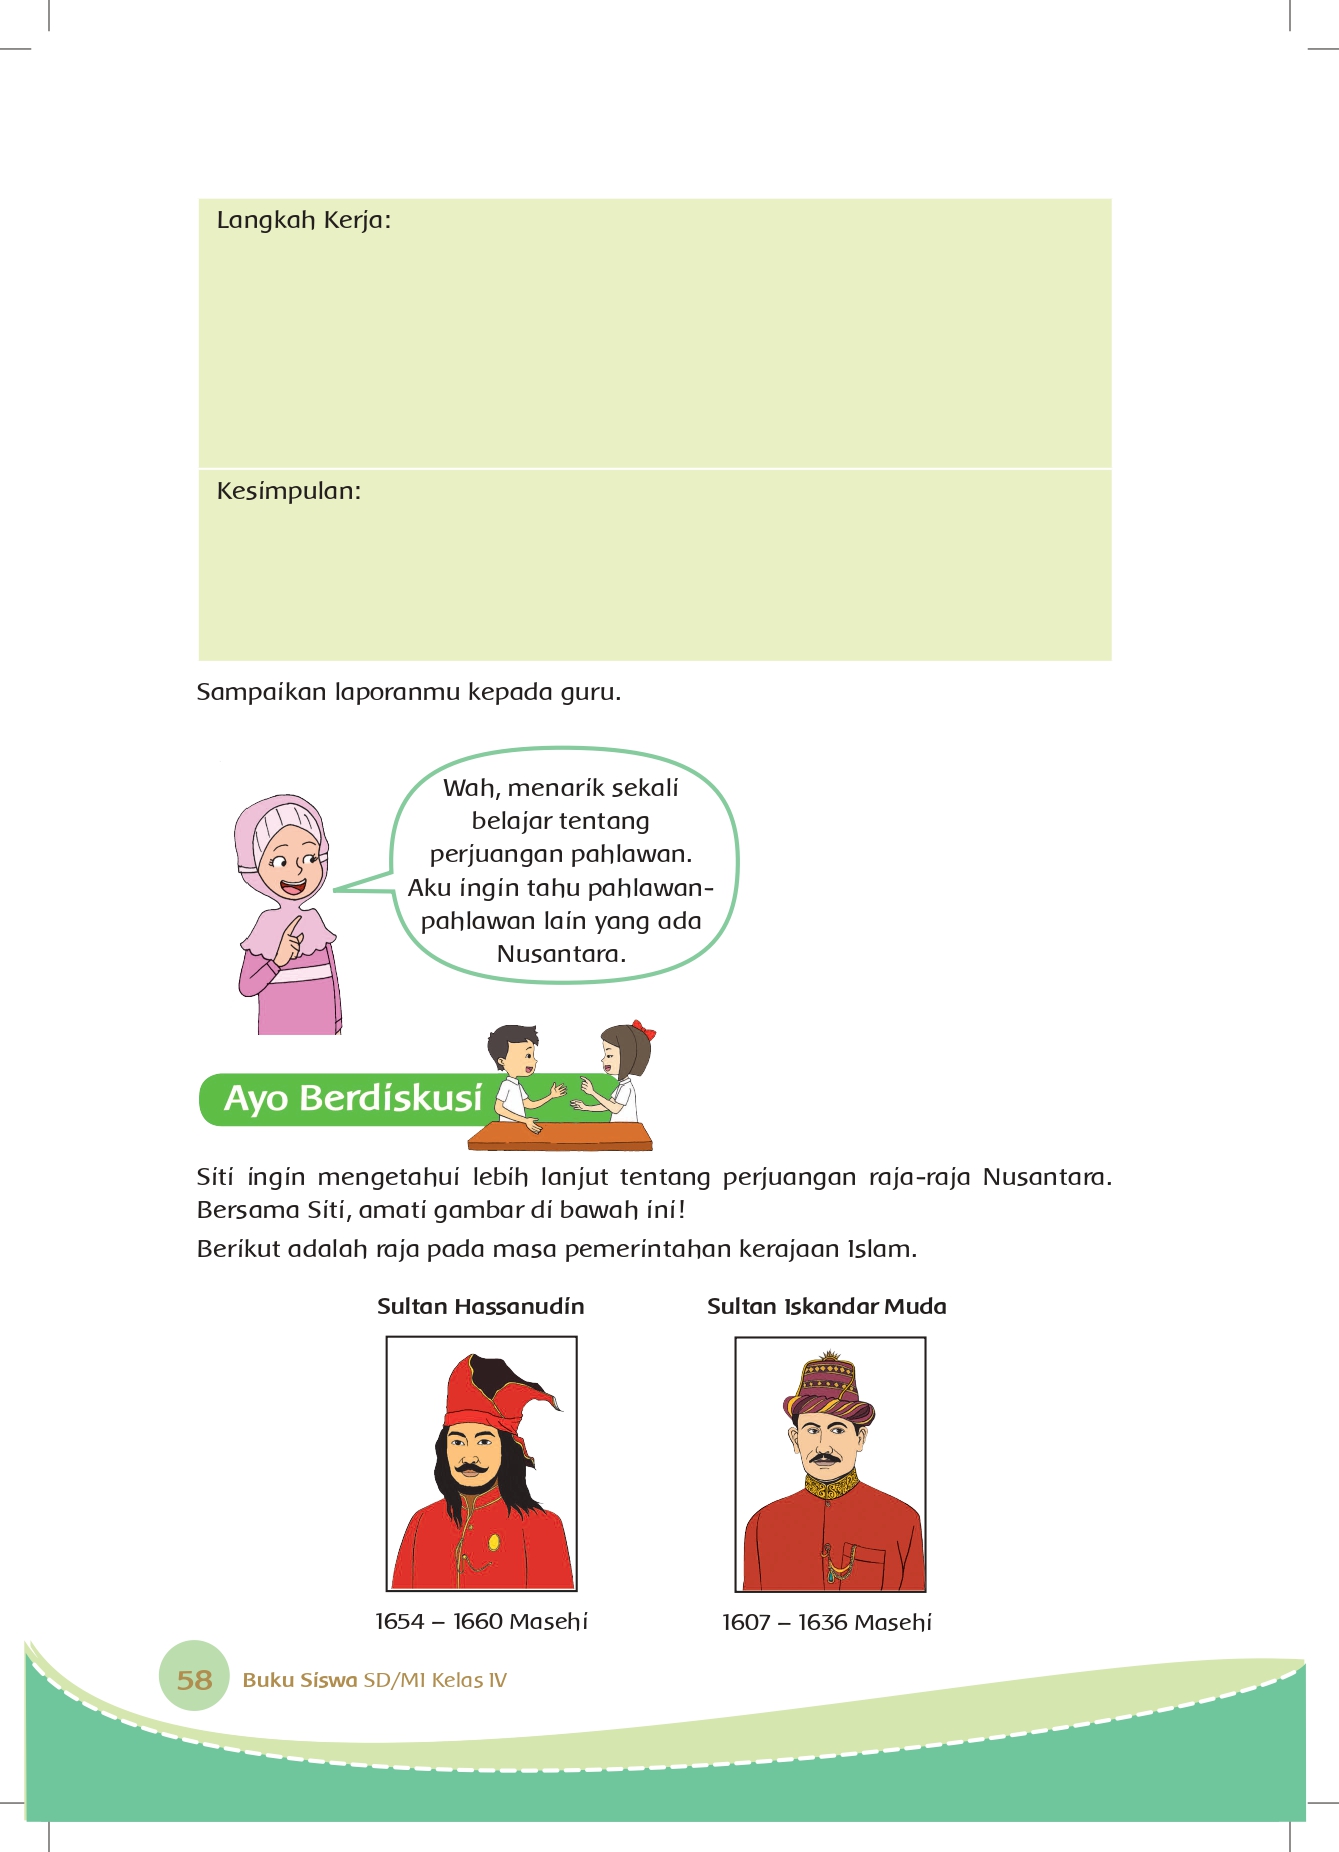 Langkah Kerja:
Kesimpulan:
Sampaikan laporanmu kepada guru.
Wah, menarik sekali
belajar tentang
perjuangan pahlawan.
Aku ingin tahu pahlawan-
pahlawan lain yang ada
Nusantara.
Ayo Berdiskusi
Siti ingin mengetahui lebih lanjut tentang perjuangan raja-raja Nusantara.
Bersama Siti, amati gambar di bawah ini!
Berikut adalah raja pada masa pemerintahan kerajaan Islam.
Sultan Hassanudin
1654 – 1660 Masehi
Sultan Iskandar Muda
1607 – 1636 Masehi
58 Buku Siswa SD/MI Kelas IV